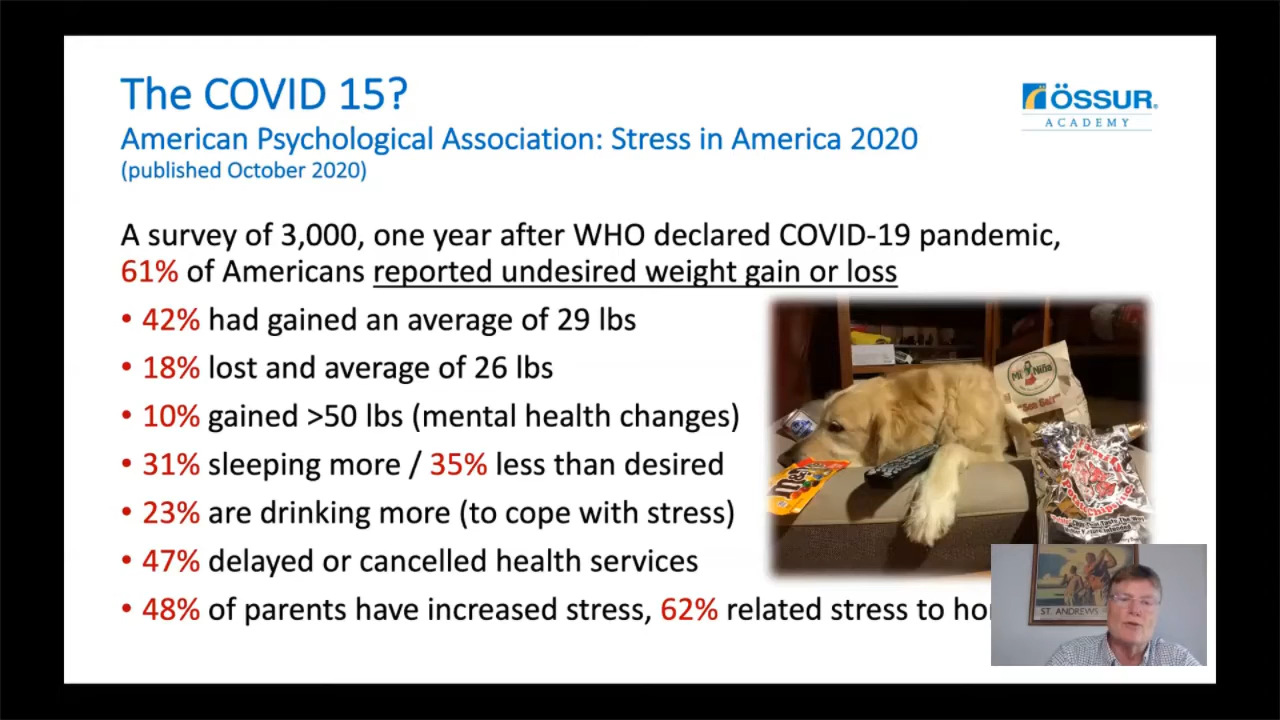 The COVID 15?
American Psychological Association: Stress in America 2020
(published October 2020)
ÖSSUR®
ACADEMY
A survey of 3,000, one year after WHO declared COVID-19 pandemic,
61% of Americans reported undesired weight gain or loss
• 42% had gained an average of 29 lbs
• 18% lost and average of 26 lbs
• 10% gained >50 lbs (mental health changes)
• 31% sleeping more / 35% less than desired
• 23% are drinking more (to cope with stress)
• 47% delayed or cancelled health services
• 48% of parents have increased stress, 62% related stress to
Mi Niña
"Sea Salt"
ST. ANDREWS